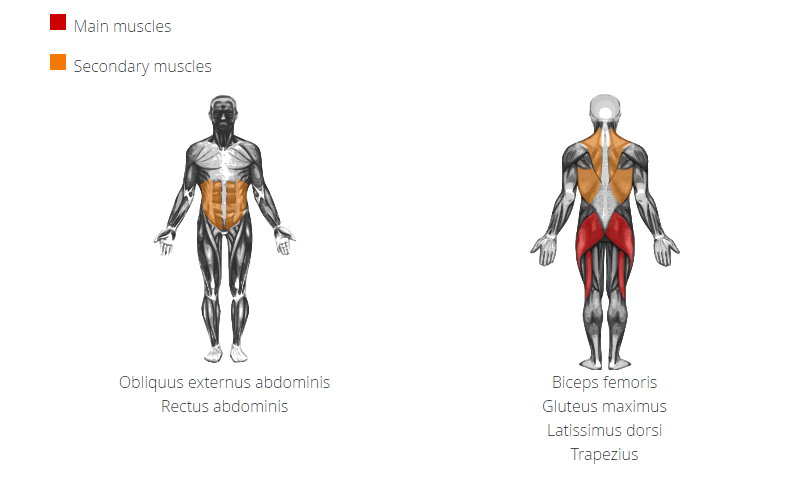 Main muscles
Secondary muscles
Obliquus externus abdominis
Rectus abdominis
Biceps femoris
Gluteus maximus
Latissimus dorsi
Trapezius